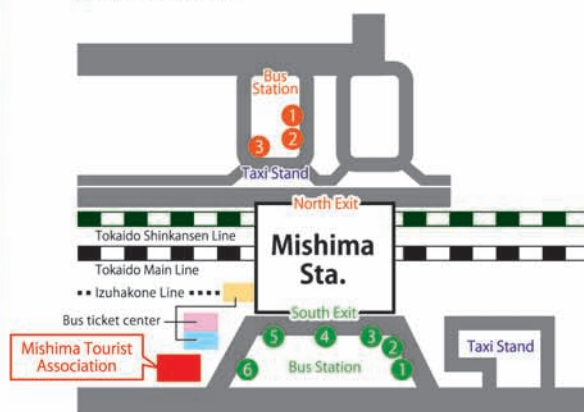 Bus
Station
1
2
3
Taxi Stand
North Exit
Tokaido Shinkansen Line
Mishima
Sta.
Tokaido Main Line
Izuhakone Line
South Exit
Bus ticket center
5
4
3
2
Mishima Tourist
Association
Taxi Stand
6
Bus Station
1